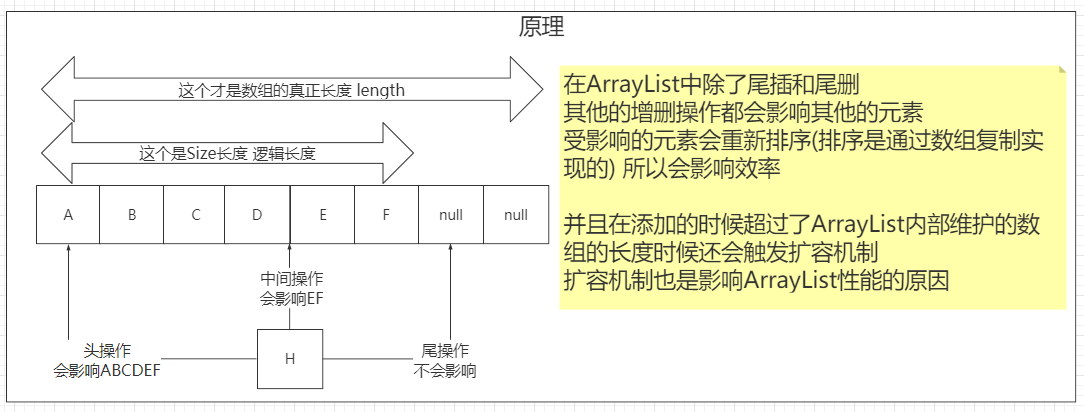 原理
这个才是数组的真正长度 length
这个是Size长度 逻辑长度
A B C D E F null null
中间操作
会影响EF
头操作
会影响ABCDEF
H
尾操作
不会影响
在ArrayList中除了尾插和尾删
其他的增删操作都会影响其他的元素
受影响的元素会重新排序(排序是通过数组复制实
现的) 所以会影响效率
并且在添加的时候超过了ArrayList内部维护的数
组的长度时候还会触发扩容机制
扩容机制也是影响ArrayList性能的原因